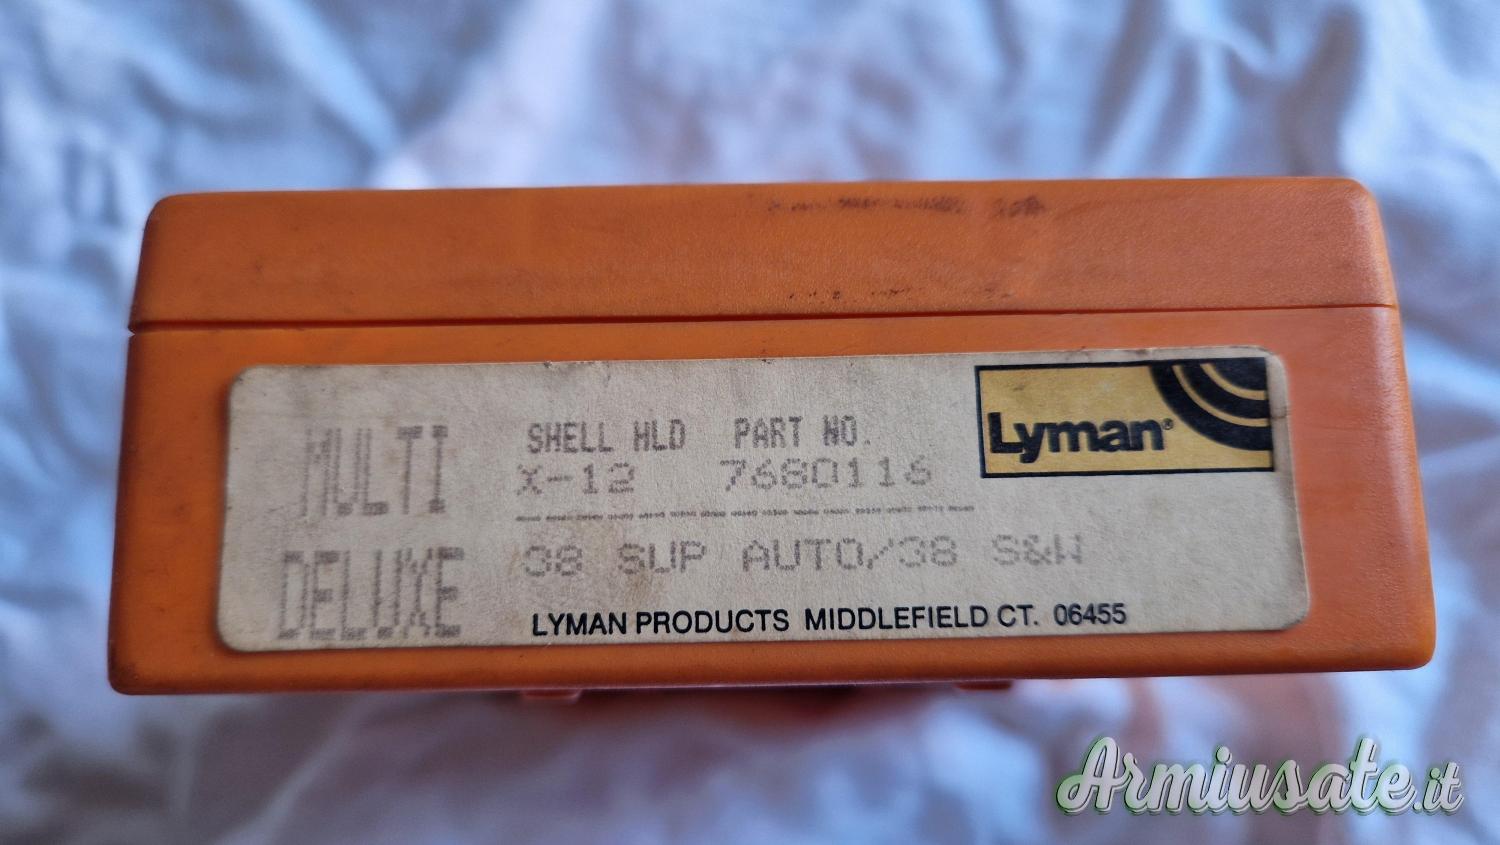 MULTI
DELUXE
SHELL HLD PART NO.
X-12 7680116
38 SUP AUTO/38 S&W
LYMAN PRODUCTS MIDDLEFIELD CT. 06455
Lyman®
Armiusate.it